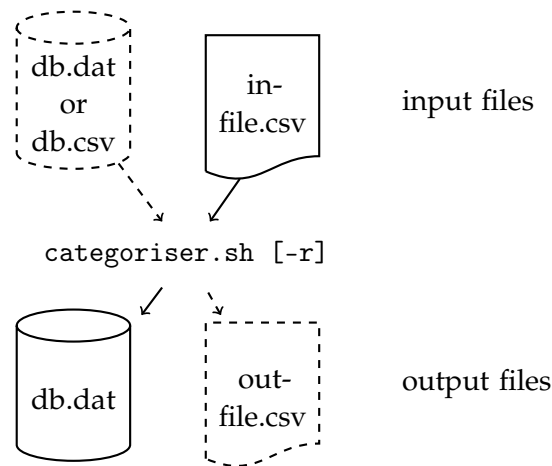 db.dat
or
db.csv
in-
file.csv
input files
categoriser.sh [-r]
db.dat
out-
file.csv
output files